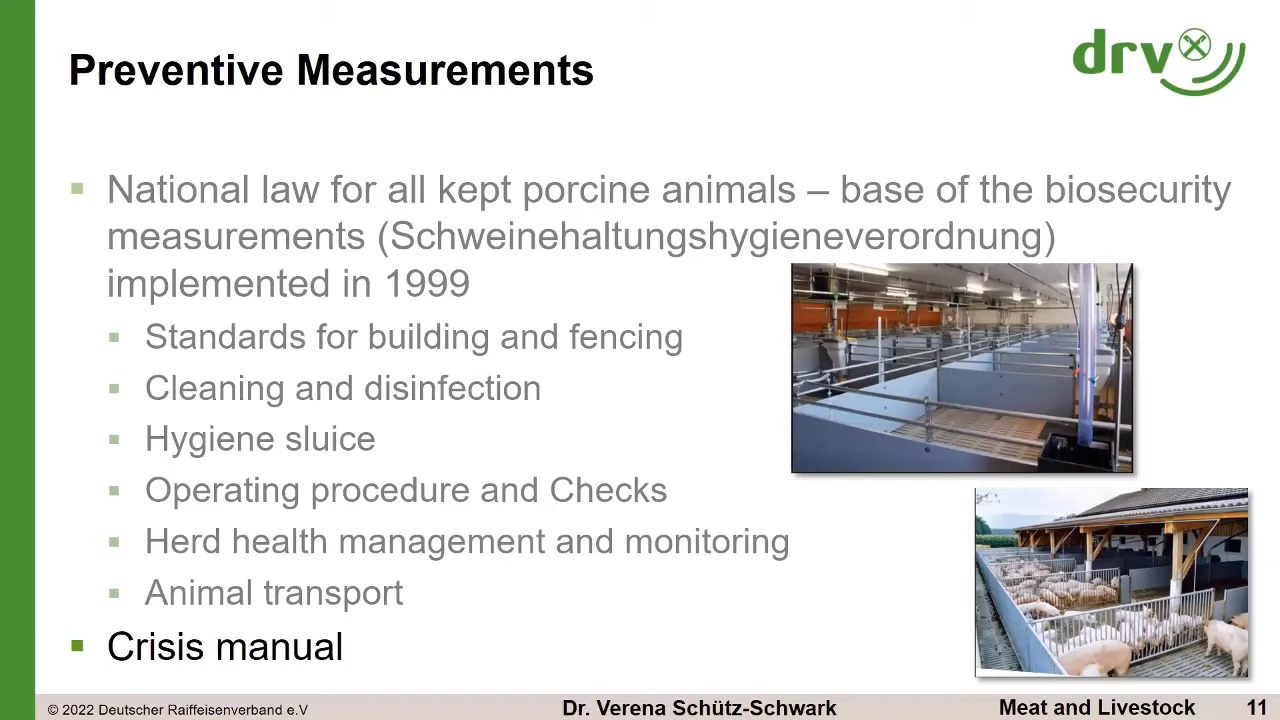 Preventive Measurements
drv
National law for all kept porcine animals – base of the biosecurity
measurements (Schweinehaltungshygieneverordnung)
implemented in 1999
Standards for building and fencing
Cleaning and disinfection
Hygiene sluice
Operating procedure and Checks
Herd health management and monitoring
Animal transport
Crisis manual
© 2022 Deutscher Raiffeisenverband e.V
Dr. Verena Schütz-Schwark
Meat and Livestock
11